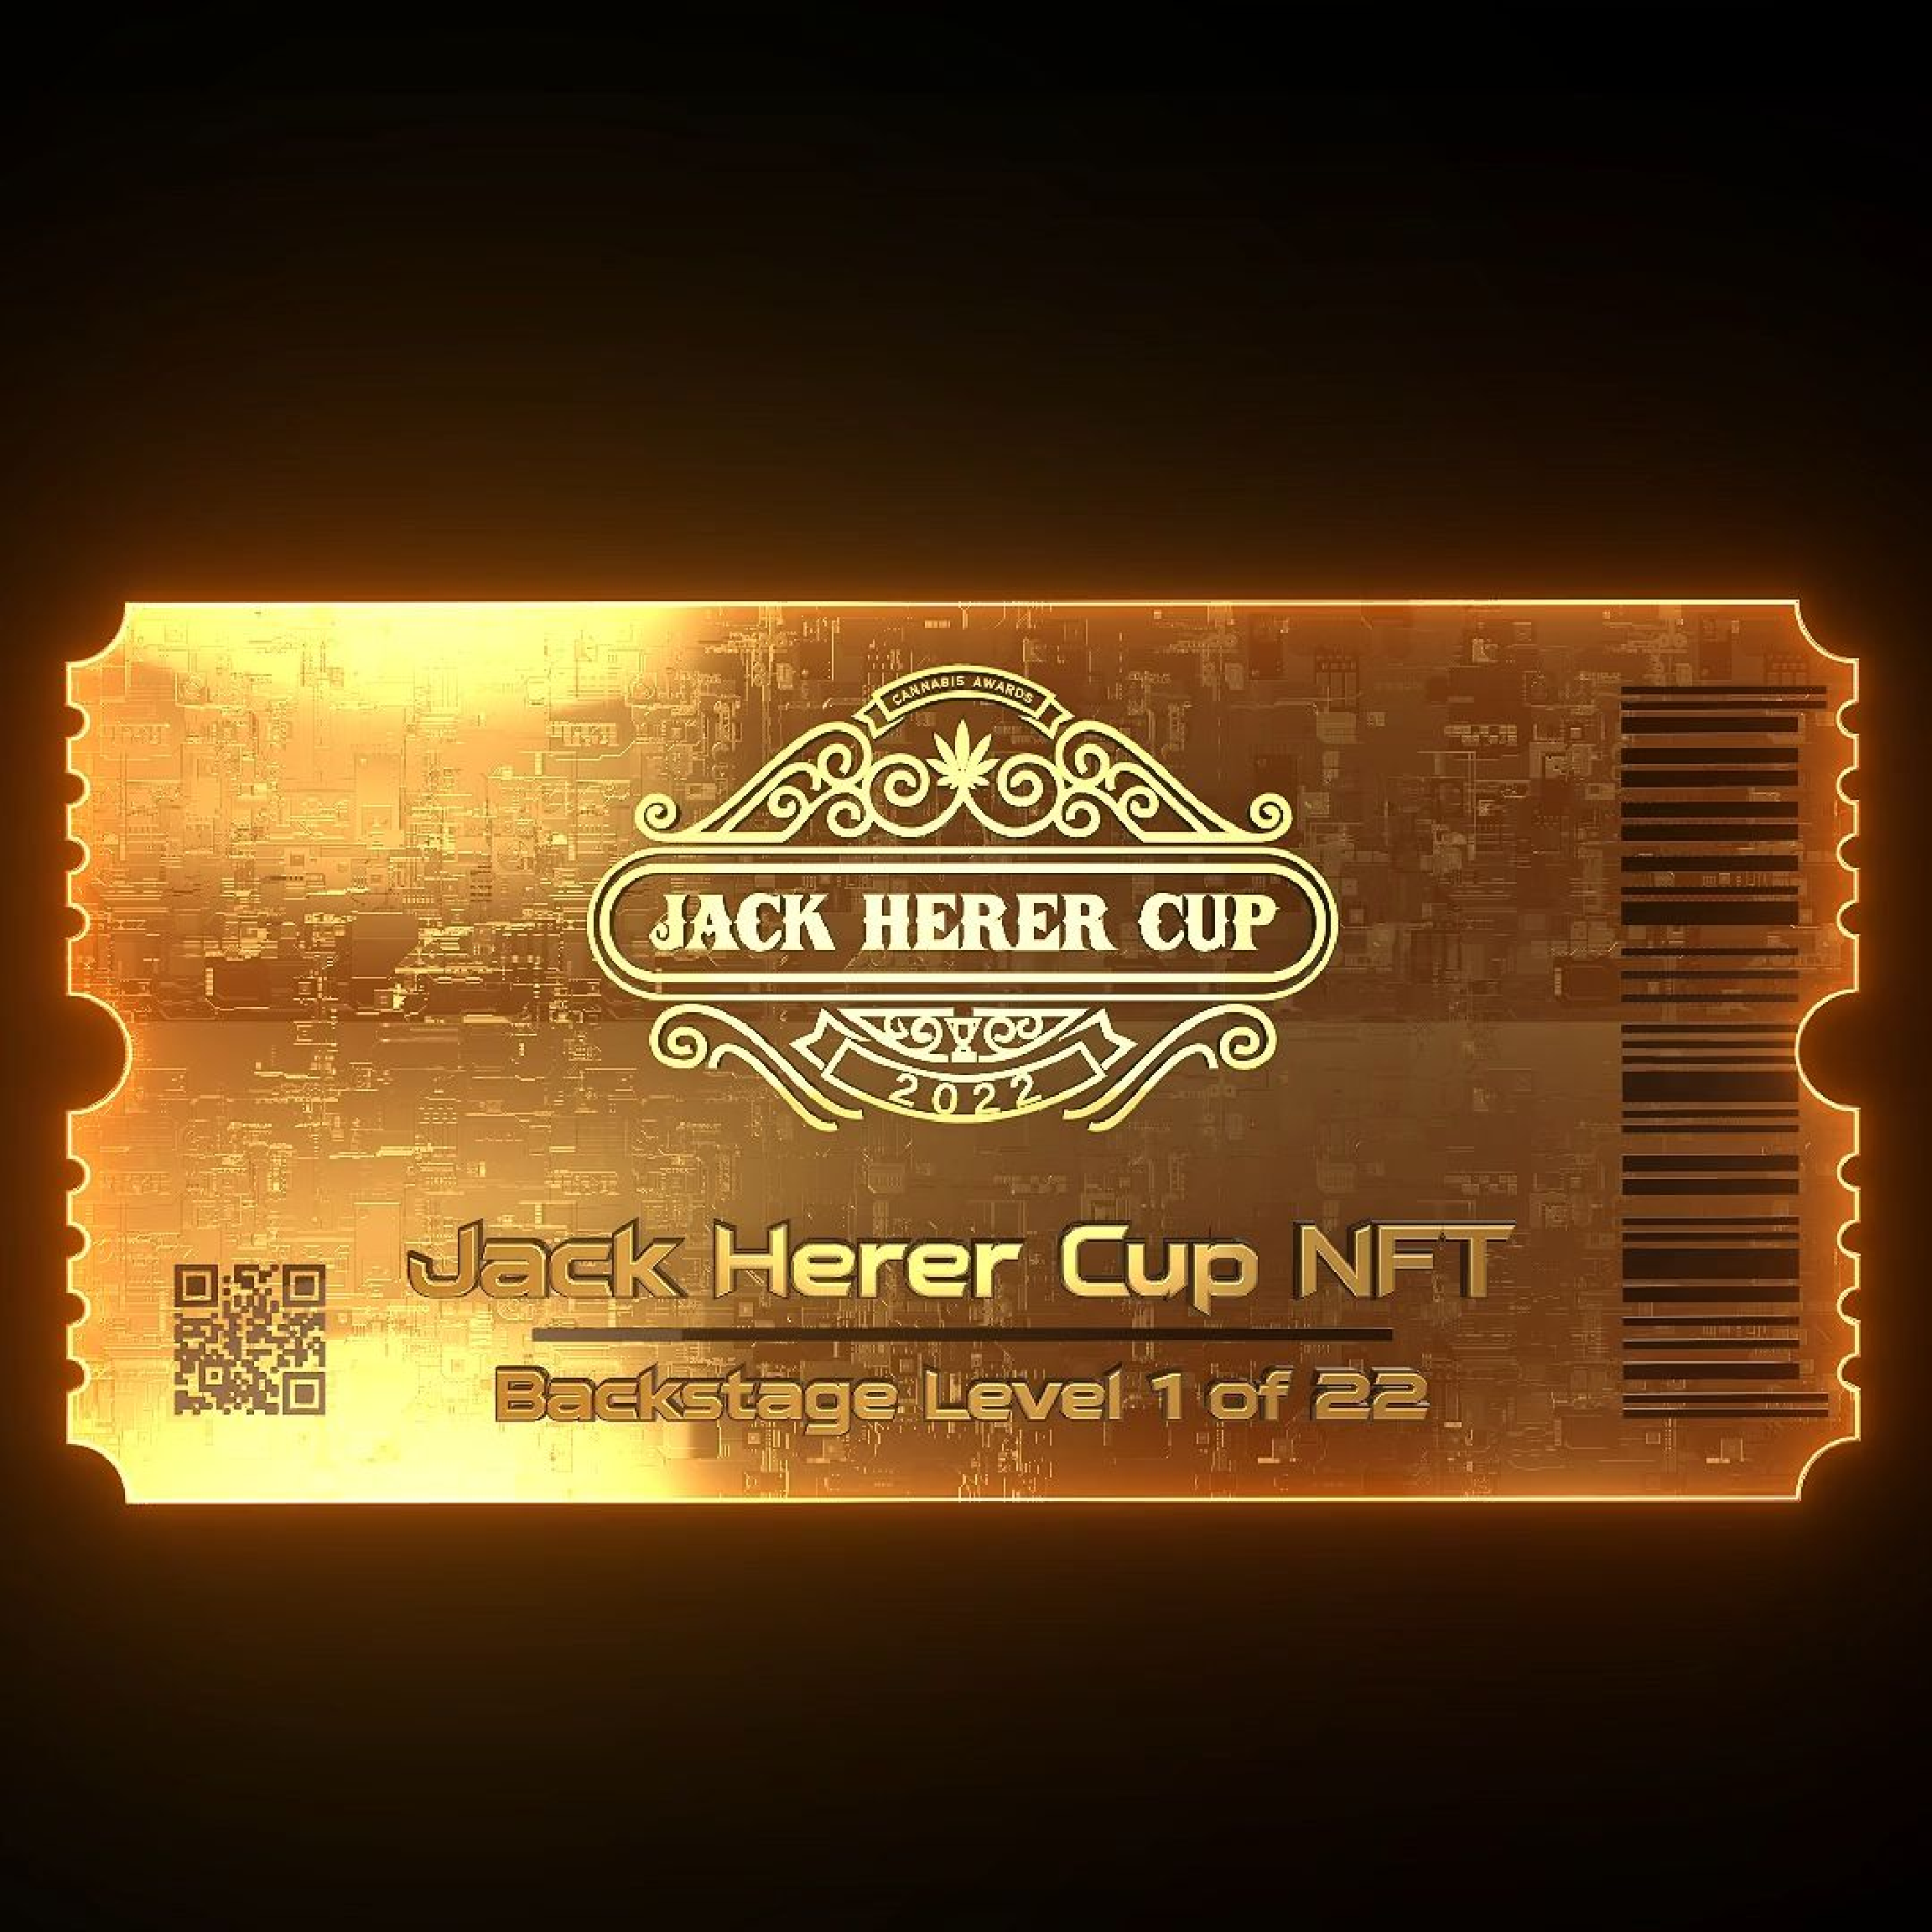 CANNABIS AWARDS
JACK HERER CUP
2022
Jack Herer Cup NFT
Backstage Level 1 of 22